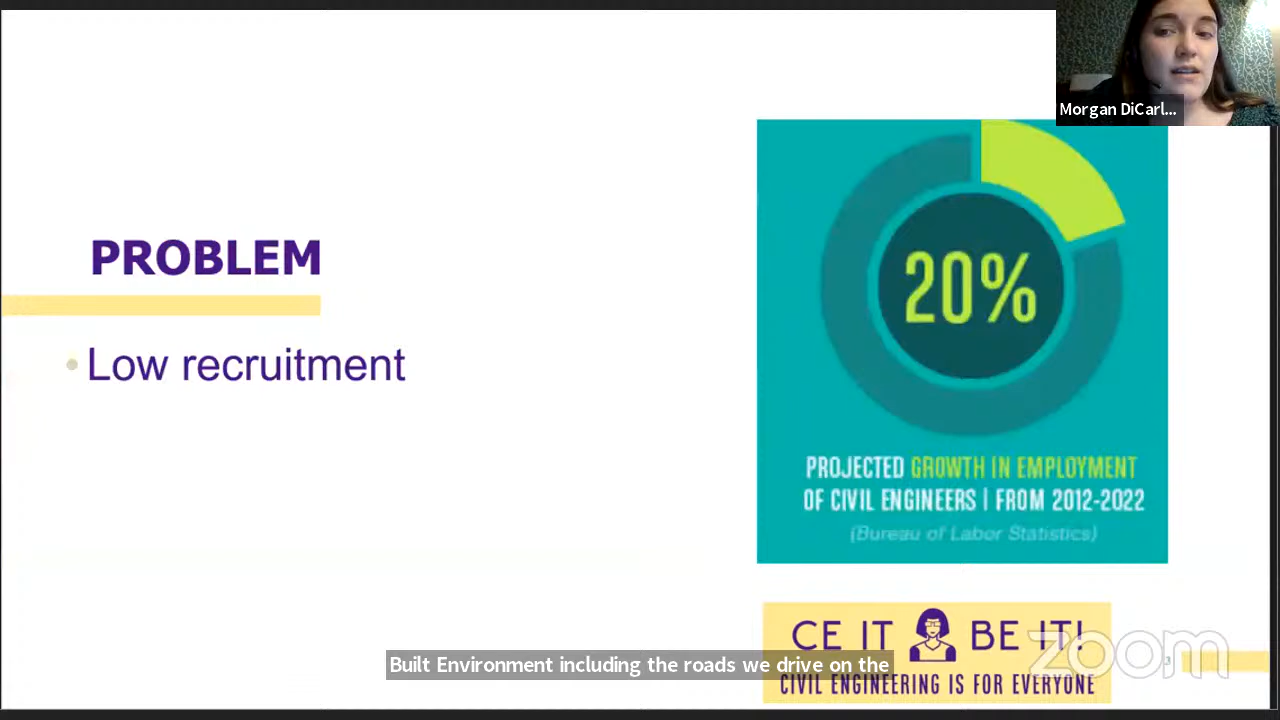 Morgan DiCarl...
PROBLEM
• Low recruitment
20%
PROJECTED GROWTH IN EMPLOYMENT
OF CIVIL ENGINEERS | FROM 2012-2022
(Bureau of Labor Statistics)
CE IT BE IT!
CIVIL ENGINEERING IS FOR EVERYONE
Built Environment including the roads we drive on the
zoom
3